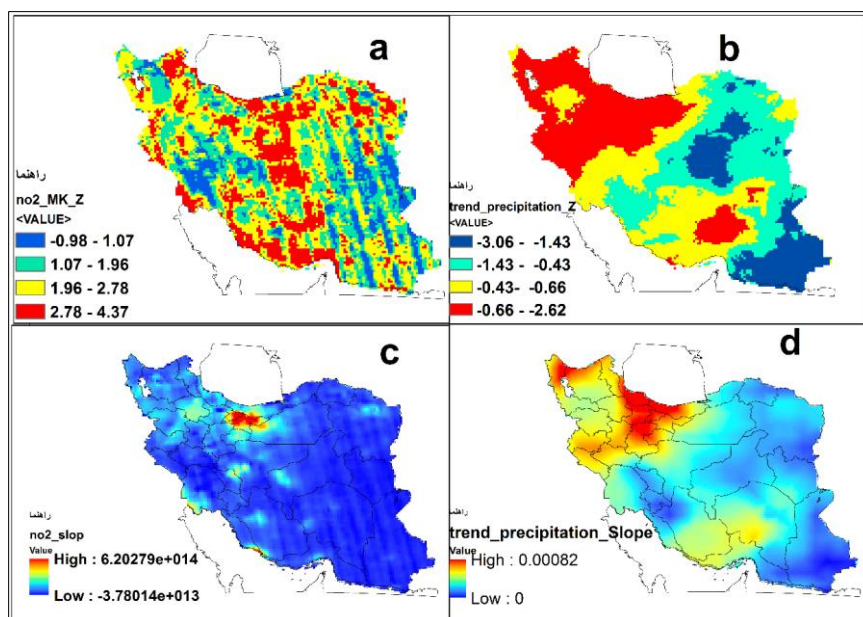 a
راهنما
no2_MK_Z
<VALUE>
-0.98 - 1.07
1.07 - 1.96
1.96 - 2.78
2.78 - 4.37
b
راهنما
trend_precipitation_Z
<VALUE>
-3.06 - -1.43
-1.43 - -0.43
-0.43- -0.66
-0.66 -2.62
c
راهنما
no2_slop
Value
High : 6.20279e+014
Low : -3.78014e+013
d
راهنما
trend_precipitation_Slope
Value
High : 0.00082
Low : 0